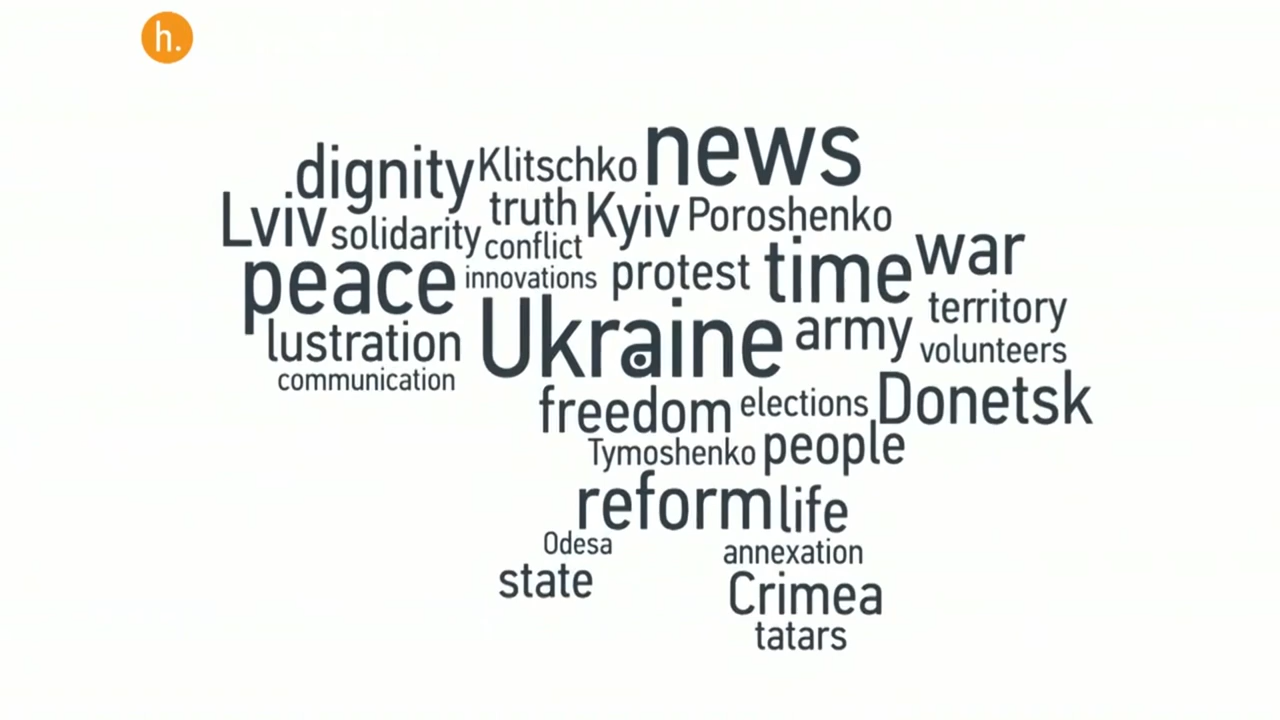 h.
news
dignity Klitschko
Lviv truth Kyiv Poroshenko
solidarity conflict
war
peace innovations protest time
territory
lustration Ukraine army
volunteers
communication
freedom elections Donetsk
Tymoshenko people
reform life
Odesa annexation
state Crimea
tatars